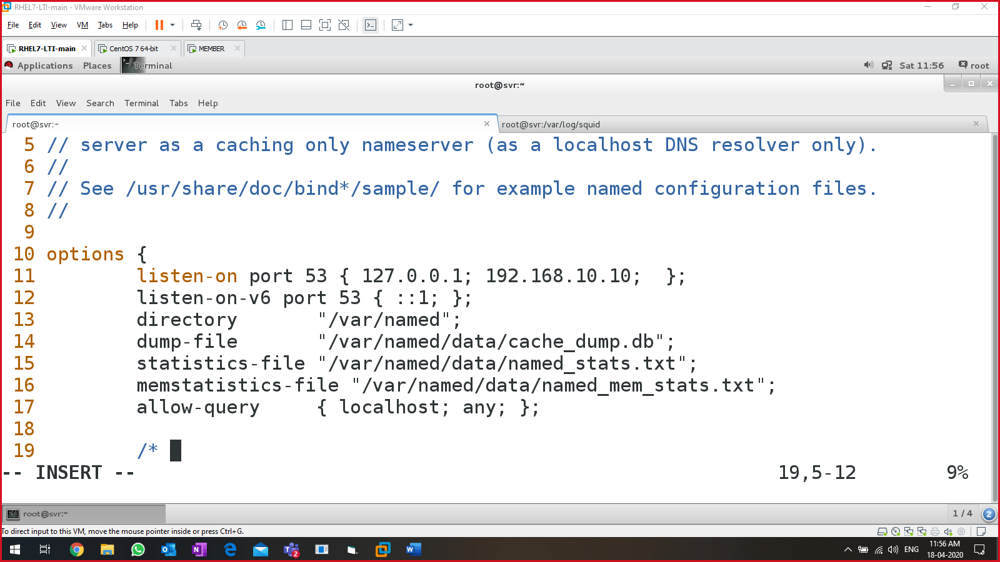 RHEL7-LTI-main - VMware Workstation
File Edit View VM Tabs Help
RHEL7-LTI-main CentOS 7 64-bit MEMBER
Applications Places Terminal Sat 11:56 root
root@svr:~
File Edit View Search Terminal Tabs Help
root@svr:~ root@svr:/var/log/squid
5 // server as a caching only nameserver (as a localhost DNS resolver only).
6 //
7 // See /usr/share/doc/bind*/sample/ for example named configuration files.
8 //
9
10 options {
11         listen-on port 53 { 127.0.0.1; 192.168.10.10;  };
12         listen-on-v6 port 53 { ::1; };
13         directory       "/var/named";
14         dump-file       "/var/named/data/cache_dump.db";
15         statistics-file "/var/named/data/named_stats.txt";
16         memstatistics-file "/var/named/data/named_mem_stats.txt";
17         allow-query     { localhost; any; };
18
19         /*
-- INSERT -- 19,5-12 9%
root@svr:~ 1 / 4 2
To direct input to this VM, move the mouse pointer inside or press Ctrl+G.
2 ENG 11:56 AM
18-04-2020